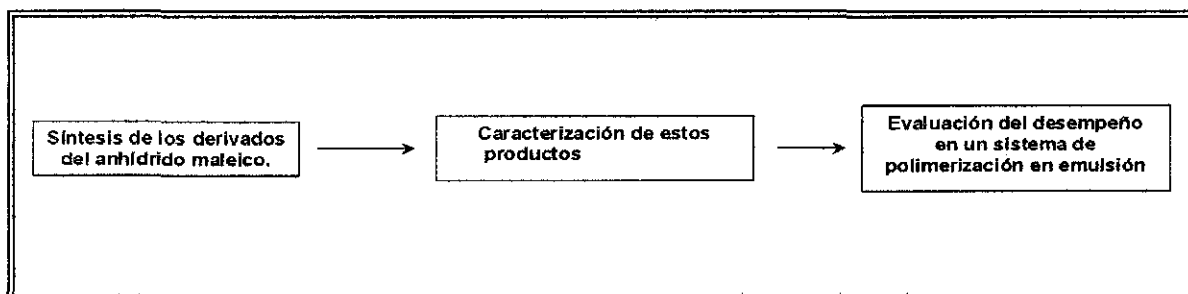 Síntesis de los derivados
del anhídrido maleico.
Caracterización de estos
productos
Evaluación del desempeño
en un sistema de
polimerización en emulsión